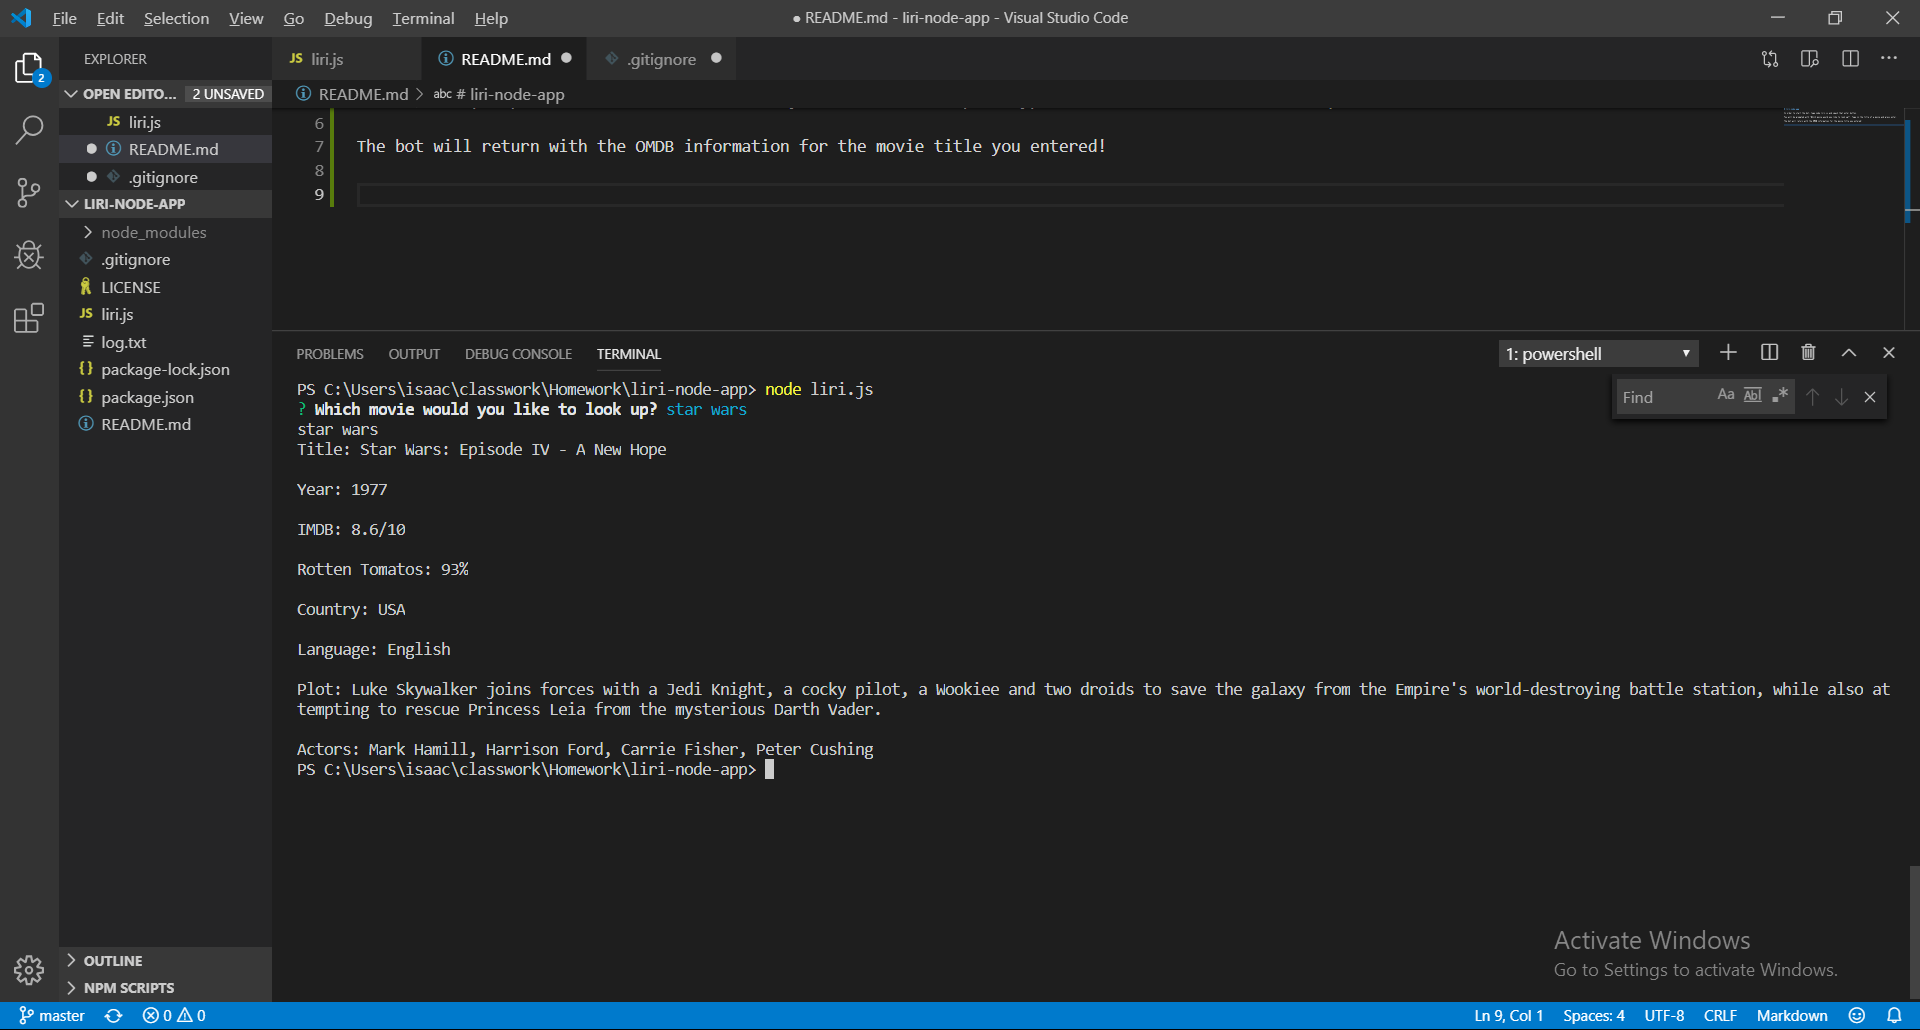 File Edit Selection View Go Debug Terminal Help
● README.md - liri-node-app - Visual Studio Code
EXPLORER
JS liri.js
README.md
.gitignore
OPEN EDITO... 2 UNSAVED
README.md > abc # liri-node-app
2
JS liri.js
README.md
.gitignore
LIRI-NODE-APP
node_modules
.gitignore
LICENSE
JS liri.js
log.txt
{} package-lock.json
{} package.json
README.md
OUTLINE
NPM SCRIPTS
6
7 The bot will return with the OMDB information for the movie title you entered!
8
9
PROBLEMS OUTPUT DEBUG CONSOLE TERMINAL
1: powershell
Find Aa Abl .*
PS C:\Users\isaac\classwork\Homework\liri-node-app> node liri.js
? Which movie would you like to look up? star wars
star wars
Title: Star Wars: Episode IV - A New Hope
Year: 1977
IMDB: 8.6/10
Rotten Tomatos: 93%
Country: USA
Language: English
Plot: Luke Skywalker joins forces with a Jedi Knight, a cocky pilot, a Wookiee and two droids to save the galaxy from the Empire's world-destroying battle station, while also at
tempting to rescue Princess Leia from the mysterious Darth Vader.
Actors: Mark Hamill, Harrison Ford, Carrie Fisher, Peter Cushing
PS C:\Users\isaac\classwork\Homework\liri-node-app>
Activate Windows
Go to Settings to activate Windows.
master 0 0
Ln 9, Col 1 Spaces: 4 UTF-8 CRLF Markdown